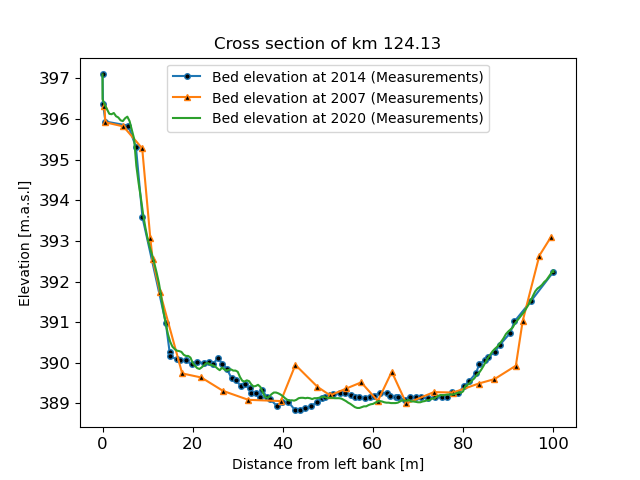 Cross section of km 124.13
Bed elevation at 2014 (Measurements)
Bed elevation at 2007 (Measurements)
Bed elevation at 2020 (Measurements)
Elevation [m.a.s.l]
397
396
395
394
393
392
391
390
389
0 20 40 60 80 100
Distance from left bank [m]